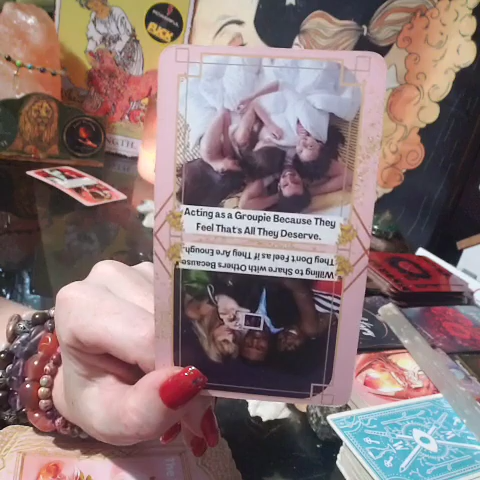 Acting as a Groupie Because They
Feel That's All They Deserve.
Willing to Share with Others Because
They Don't Feel as if They Are Enough.
STRENGTH.